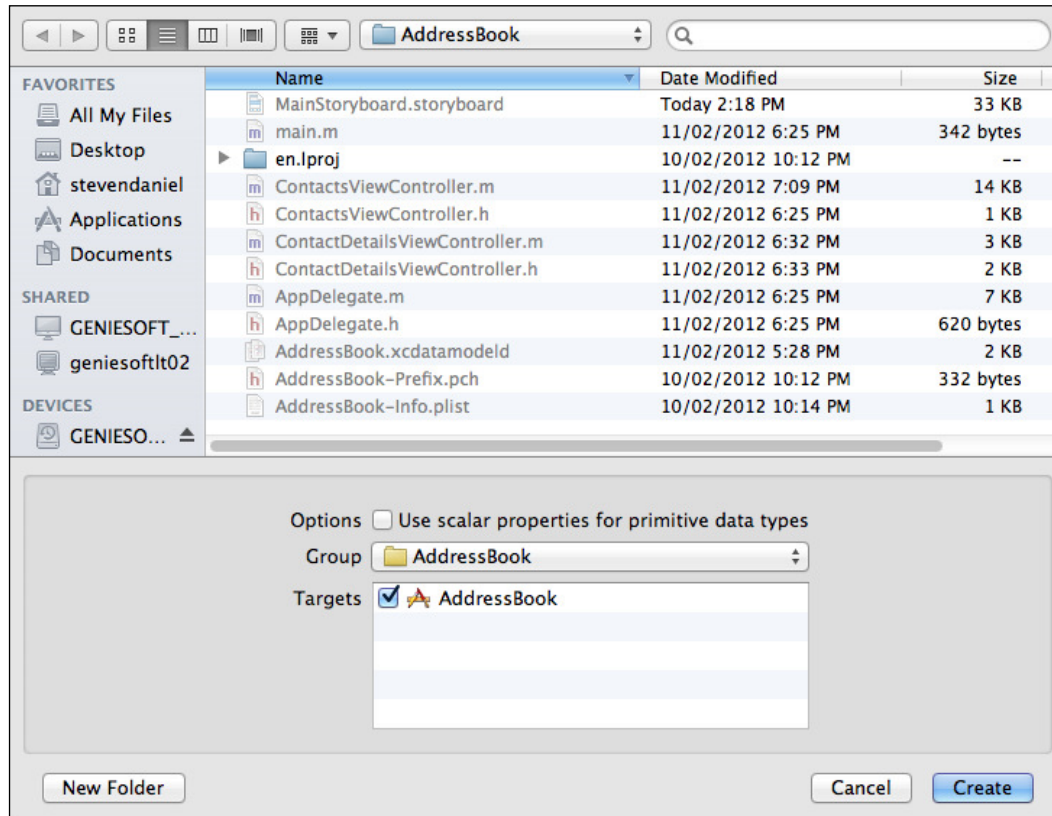 AddressBook
FAVORITES
All My Files
Desktop
stevendaniel
Applications
Documents
SHARED
GENIESOFT_...
geniesoftlt02
DEVICES
GENIESO...
Name Date Modified Size
MainStoryboard.storyboard Today 2:18 PM 33 KB
main.m 11/02/2012 6:25 PM 342 bytes
en.lproj 10/02/2012 10:12 PM --
ContactsViewController.m 11/02/2012 7:09 PM 14 KB
ContactsViewController.h 11/02/2012 6:25 PM 1 KB
ContactDetailsViewController.m 11/02/2012 6:32 PM 3 KB
ContactDetailsViewController.h 11/02/2012 6:33 PM 2 KB
AppDelegate.m 11/02/2012 6:25 PM 7 KB
AppDelegate.h 11/02/2012 6:25 PM 620 bytes
AddressBook.xcdatamodeld 11/02/2012 5:28 PM 2 KB
AddressBook-Prefix.pch 10/02/2012 10:12 PM 332 bytes
AddressBook-Info.plist 10/02/2012 10:14 PM 1 KB
Options Use scalar properties for primitive data types
Group AddressBook
Targets AddressBook
New Folder Cancel Create